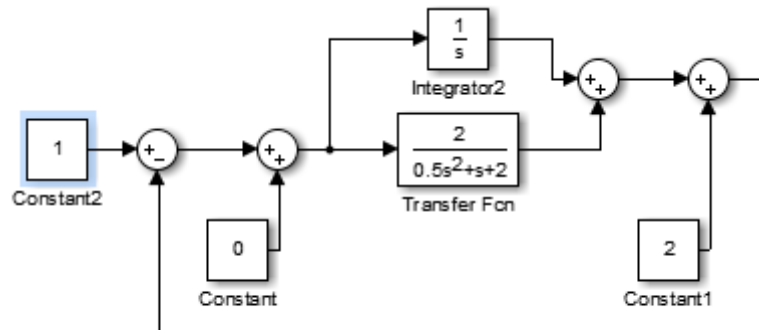 1
s
Integrator2
1
Constant2
+
−
+
+
2
0.5s²+s+2
Transfer Fcn
+
+
+
+
0
Constant
2
Constant1